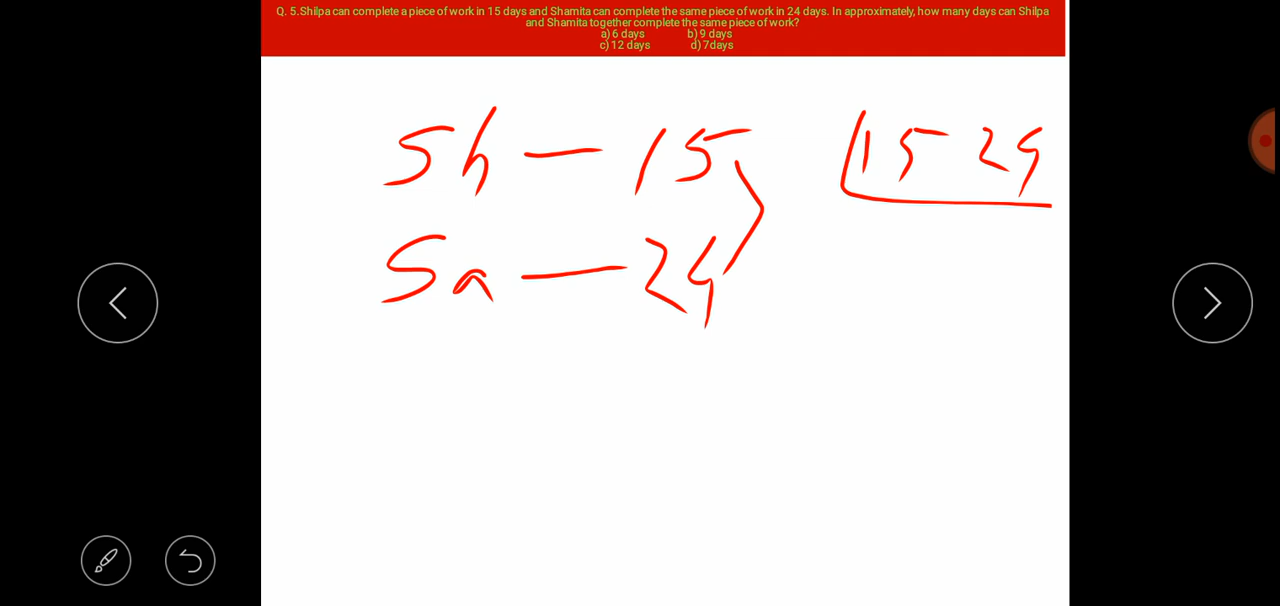 Q. 5.Shilpa can complete a piece of work in 15 days and Shamita can complete the same piece of work in 24 days. In approximately, how many days can Shilpa
and Shamita together complete the same piece of work?
a) 6 days b) 9 days
c) 12 days d) 7days
Sh — 15
15 24
Sa — 24